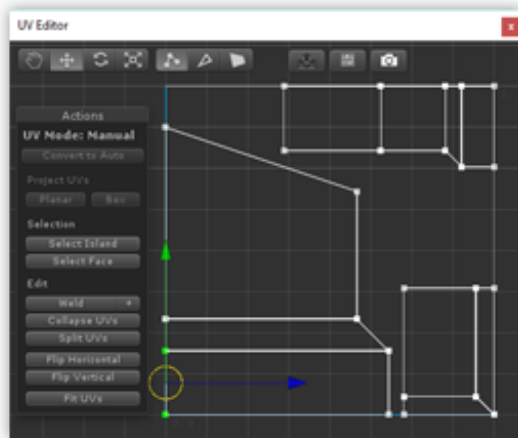 UV Editor
x
Actions
UV Mode: Manual
Convert to Auto
Project UVs
Planar Box
Selection
Select Island
Select Face
Edit
Weld
Collapse UVs
Split UVs
Flip Horizontal
Flip Vertical
Fit UVs